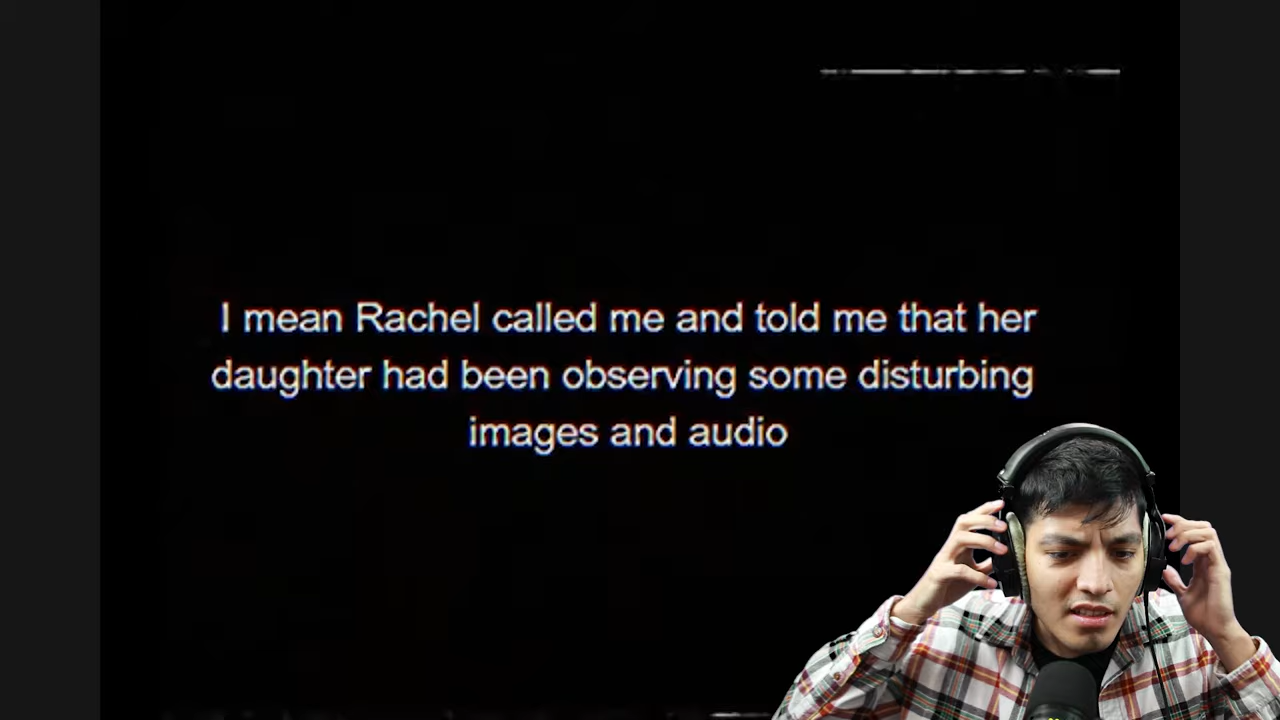 I mean Rachel called me and told me that her
daughter had been observing some disturbing
images and audio